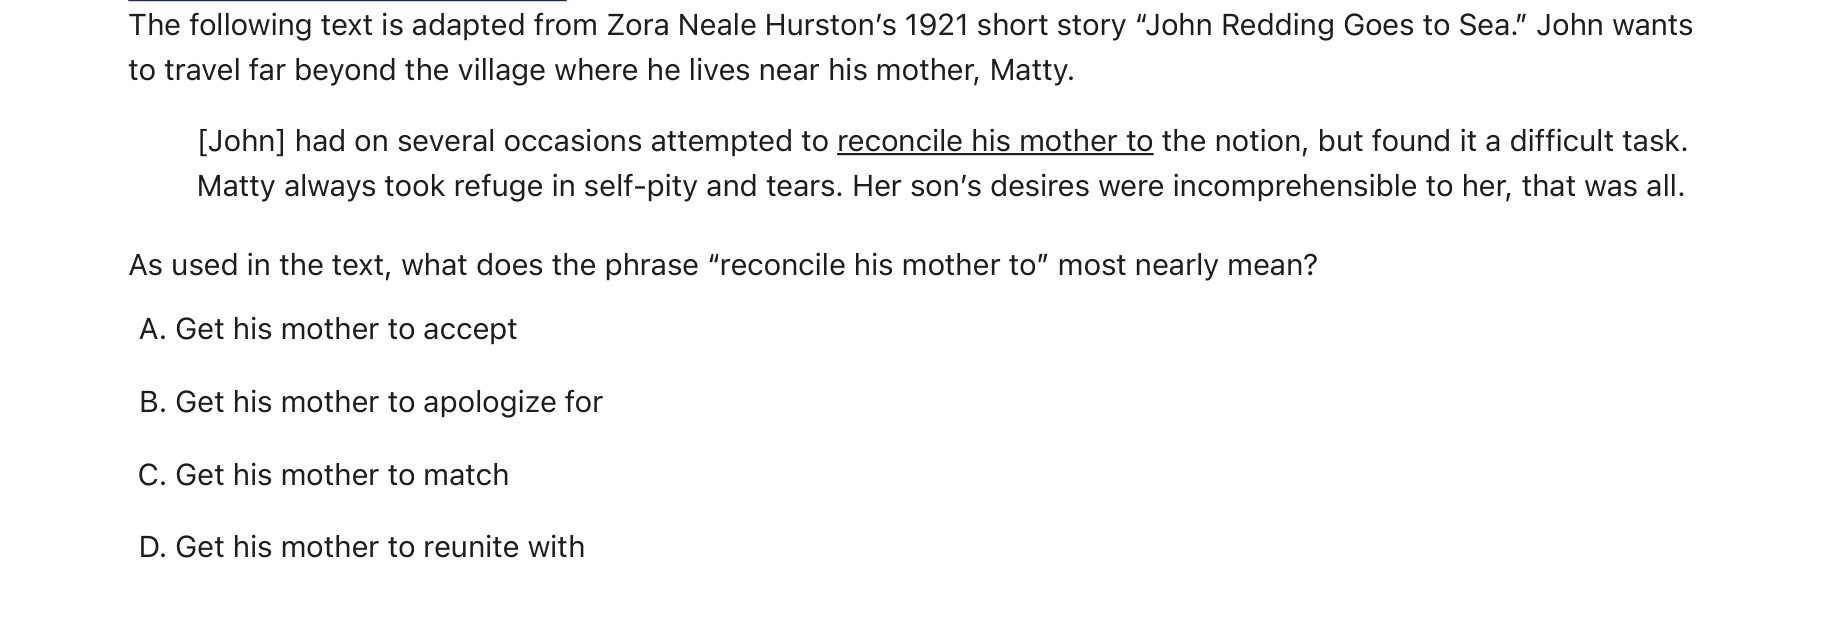 The following text is adapted from Zora Neale Hurston’s 1921 short story “John Redding Goes to Sea.” John wants
to travel far beyond the village where he lives near his mother, Matty.
[John] had on several occasions attempted to reconcile his mother to the notion, but found it a difficult task.
Matty always took refuge in self-pity and tears. Her son’s desires were incomprehensible to her, that was all.
As used in the text, what does the phrase “reconcile his mother to” most nearly mean?
A. Get his mother to accept
B. Get his mother to apologize for
C. Get his mother to match
D. Get his mother to reunite with